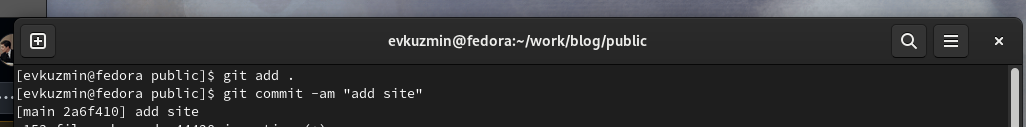 evkuzmin@fedora:~/work/blog/public
[evkuzmin@fedora public]$ git add .
[evkuzmin@fedora public]$ git commit -am "add site"
[main 2a6f410] add site